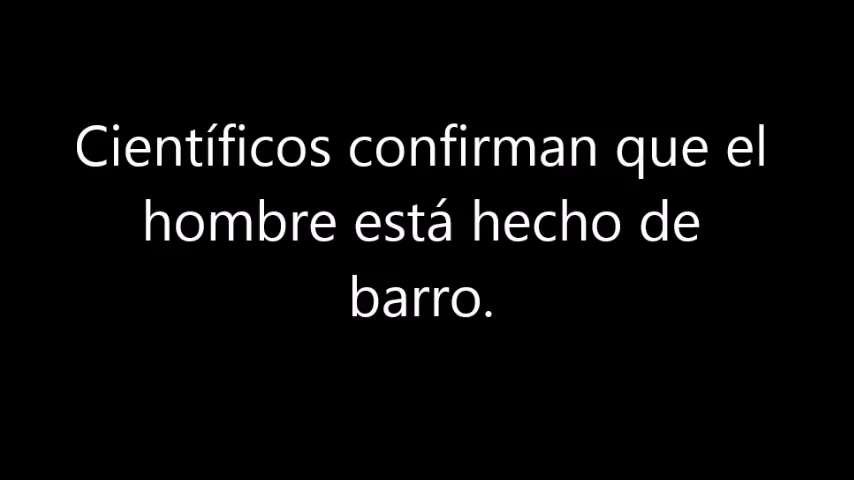 Científicos confirman que el
hombre está hecho de
barro.